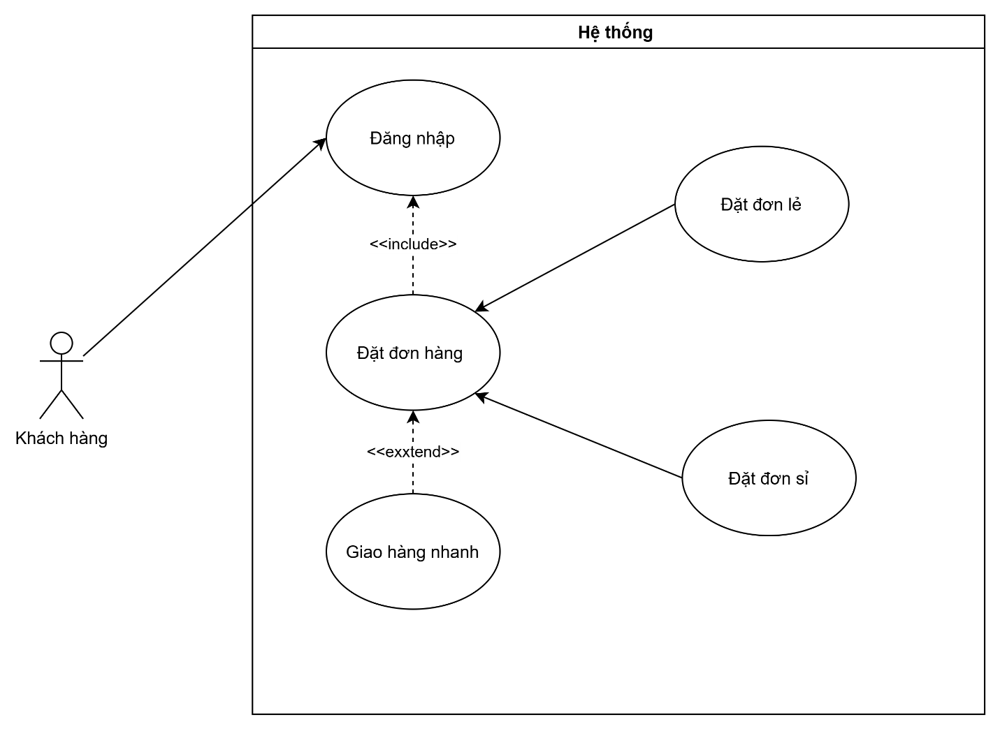 Hệ thống
Đăng nhập
Đặt đơn lẻ
<<include>>
Đặt đơn hàng
Khách hàng
<<exxtend>>
Đặt đơn sỉ
Giao hàng nhanh